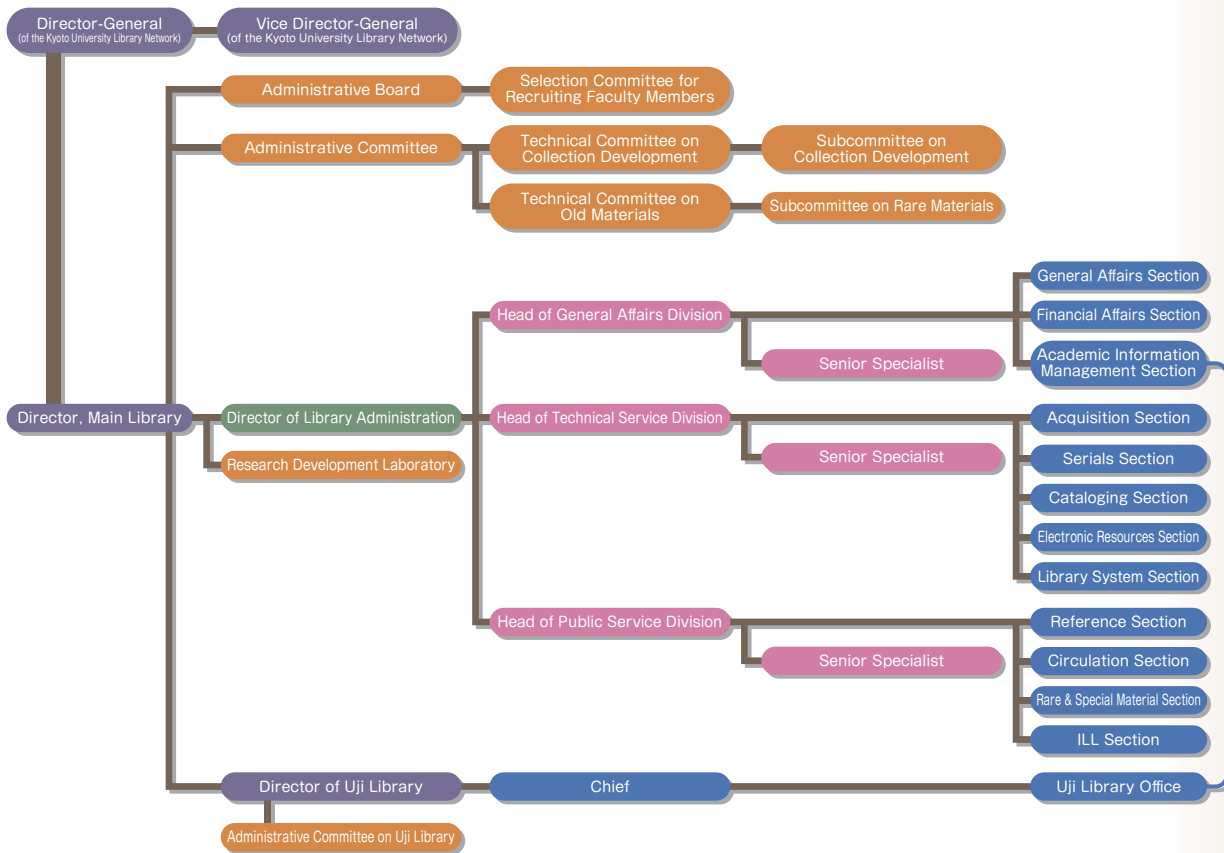 Director-General
(of the Kyoto University Library Network)
Vice Director-General
(of the Kyoto University Library Network)
Administrative Board
Selection Committee for
Recruiting Faculty Members
Administrative Committee
Technical Committee on
Collection Development
Subcommittee on
Collection Development
Technical Committee on
Old Materials
Subcommittee on Rare Materials
General Affairs Section
Head of General Affairs Division
Financial Affairs Section
Senior Specialist
Academic Information
Management Section
Director, Main Library
Director of Library Administration
Head of Technical Service Division
Acquisition Section
Research Development Laboratory
Senior Specialist
Serials Section
Cataloging Section
Electronic Resources Section
Library System Section
Head of Public Service Division
Reference Section
Senior Specialist
Circulation Section
Rare & Special Material Section
ILL Section
Director of Uji Library
Chief
Uji Library Office
Administrative Committee on Uji Library